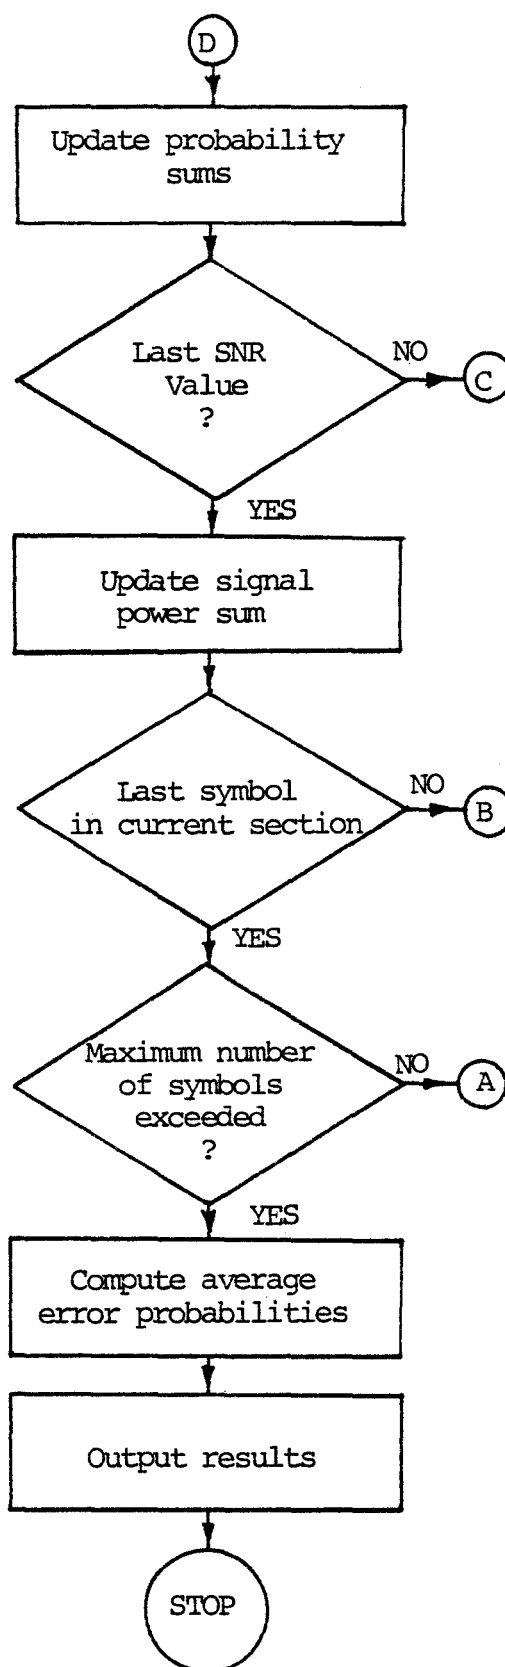 D
Update probability
sums
Last SNR
Value
?
NO
C
YES
Update signal
power sum
Last symbol
in current section
NO
B
YES
Maximum number
of symbols
exceeded
?
NO
A
YES
Compute average
error probabilities
Output results
STOP